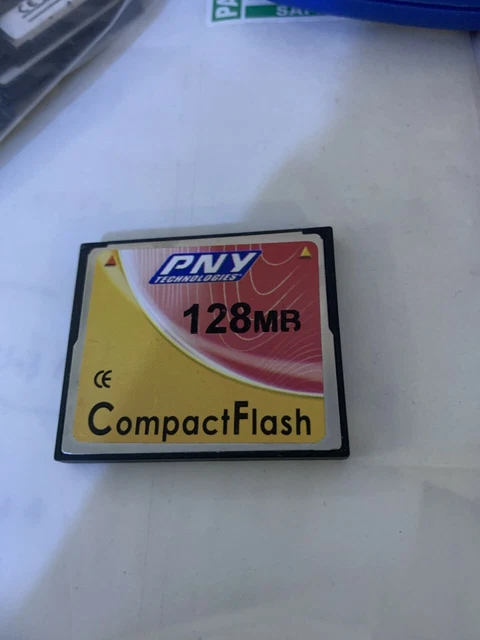 PNY
TECHNOLOGIES
128MB
CE
CompactFlash